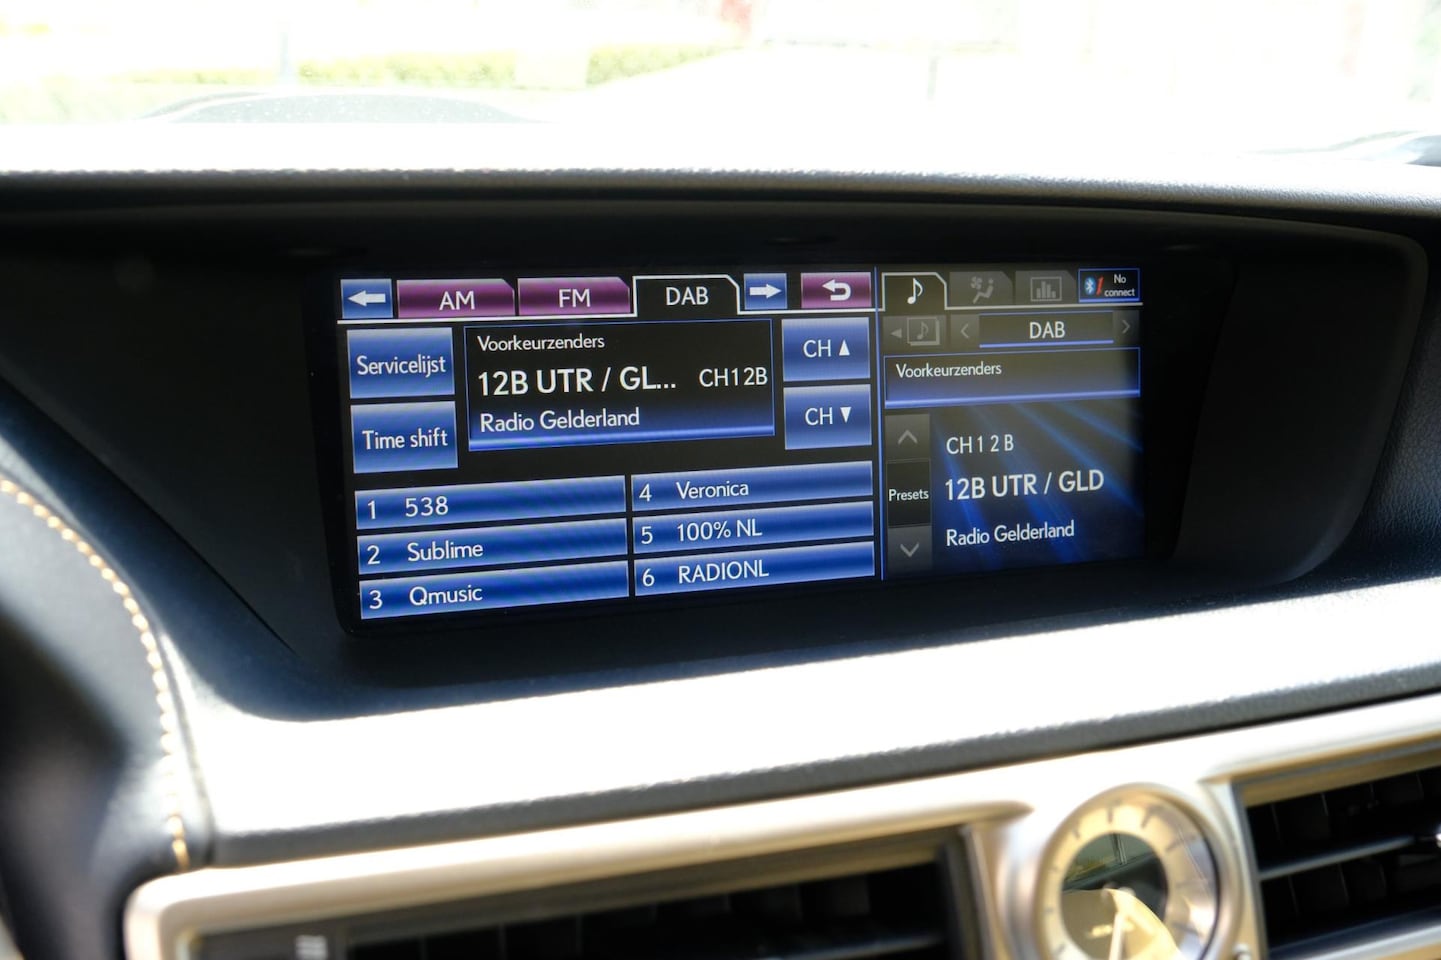 AM
FM
DAB
No
connect
Servicelijst
Voorkeurzenders
12B UTR / GL... CH12B
Radio Gelderland
CH ▲
Time shift
CH ▼
DAB
Voorkeurzenders
1 538
2 Sublime
3 Qmusic
4 Veronica
5 100% NL
6 RADIONL
Presets
CH12B
12B UTR / GLD
Radio Gelderland